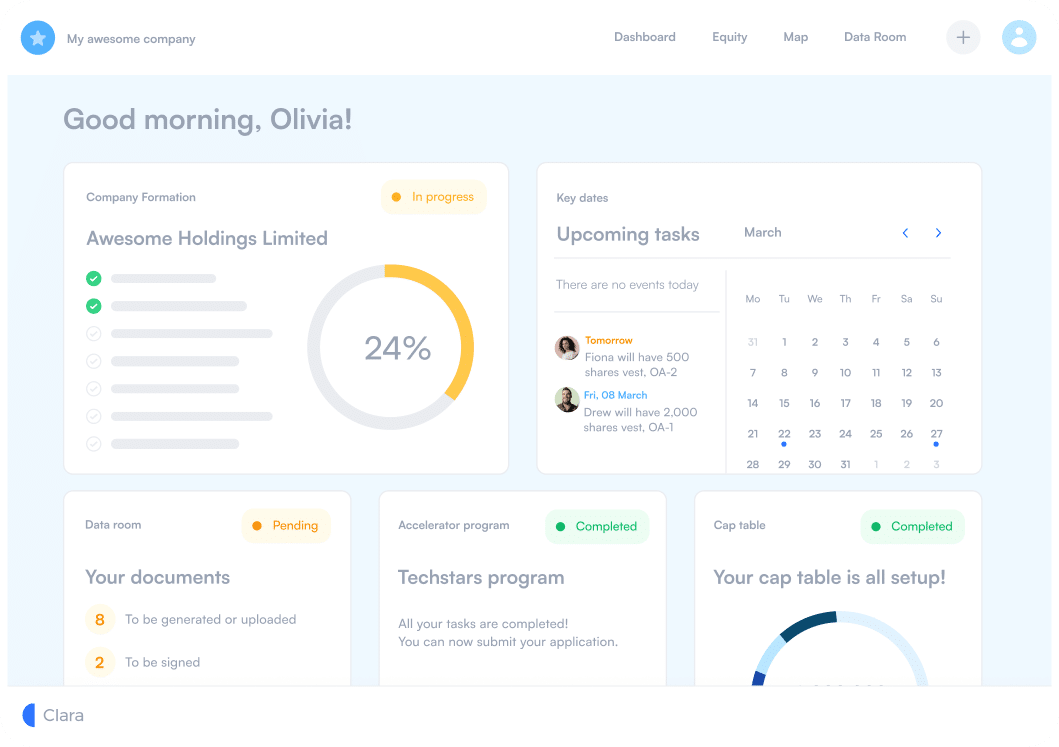 My awesome company
Dashboard
Equity
Map
Data Room
Good morning, Olivia!
Company Formation
In progress
Awesome Holdings Limited
24%
Key dates
Upcoming tasks
There are no events today
Tomorrow
Fiona will have 500
shares vest, OA-2
Fri, 08 March
Drew will have 2,000
shares vest, OA-1
March
Mo Tu We Th Fr Sa Su
31 1 2 3 4 5 6
7 8 9 10 11 12 13
14 15 16 17 18 19 20
21 22 23 24 25 26 27
28 29 30 31 1 2 3
Data room
Pending
Your documents
8 To be generated or uploaded
2 To be signed
Accelerator program
Completed
Techstars program
All your tasks are completed!
You can now submit your application.
Cap table
Completed
Your cap table is all setup!
Clara